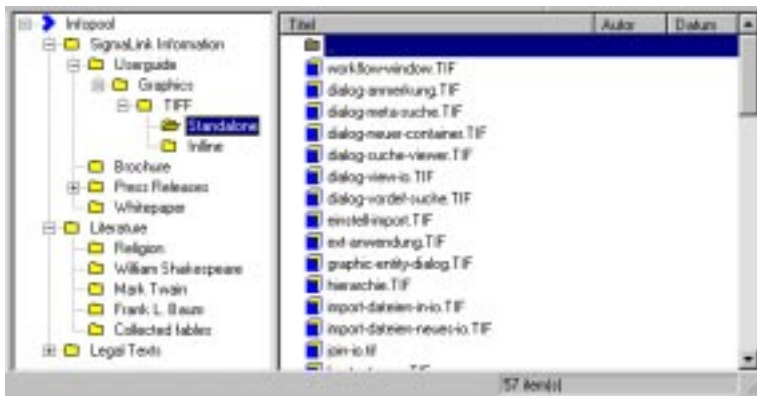 Infopool
SigmaLink Information
Userguide
Graphics
TIFF
Standalone
Inline
Brochure
Press Releases
Whitepaper
Literature
Religion
William Shakespeare
Mark Twain
Frank L. Baum
Collected fables
Legal Texts
Titel Autor Datum
..
workflow-window.TIF
dialog-anmerkung.TIF
dialog-meta-suche.TIF
dialog-neuer-container.TIF
dialog-suche-viewer.TIF
dialog-view-io.TIF
dialog-vordef-suche.TIF
einstell-import.TIF
ext-anwendung.TIF
graphic-entity-dialog.TIF
hierarchie.TIF
import-dateien-in-io.TIF
import-dateien-neues-io.TIF
join-io.tif
57 item(s)